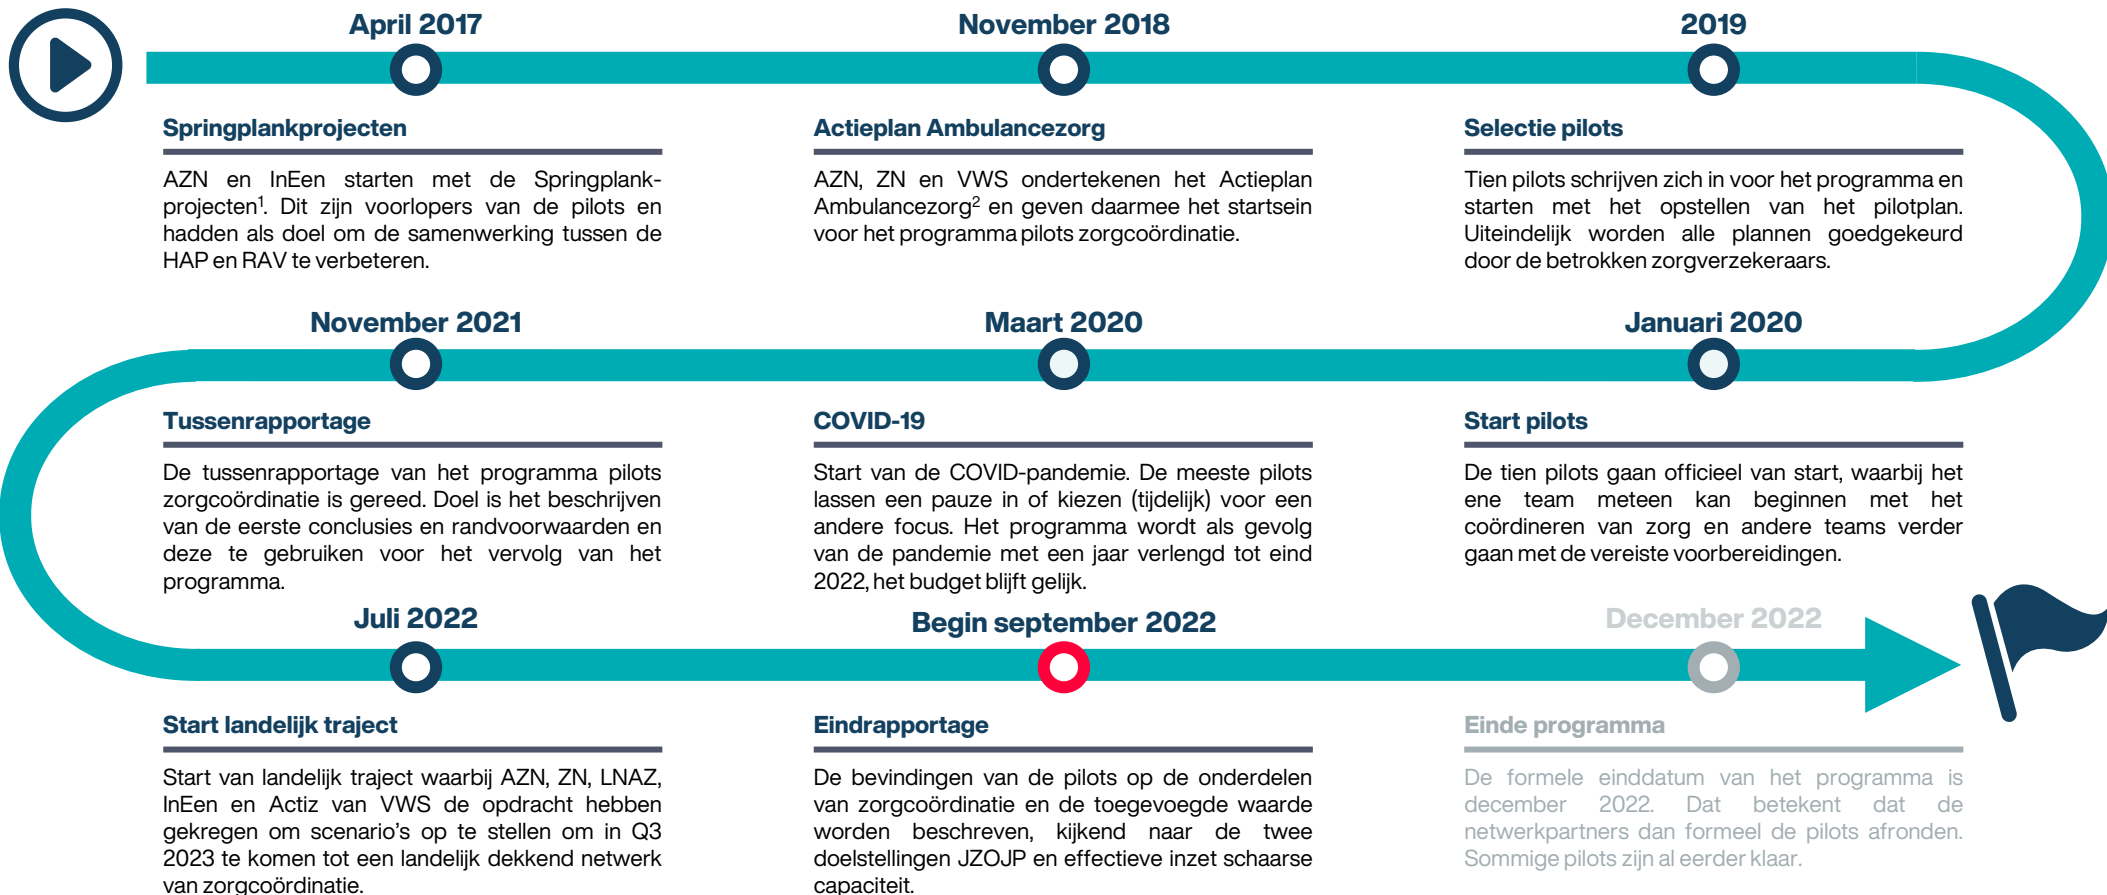 April 2017
Springplankprojecten
AZN en InEen starten met de Springplank-
projecten¹. Dit zijn voorlopers van de pilots en
hadden als doel om de samenwerking tussen de
HAP en RAV te verbeteren.
November 2018
Actieplan Ambulancezorg
AZN, ZN en VWS ondertekenen het Actieplan
Ambulancezorg² en geven daarmee het startsein
voor het programma pilots zorgcoördinatie.
2019
Selectie pilots
Tien pilots schrijven zich in voor het programma en
starten met het opstellen van het pilotplan.
Uiteindelijk worden alle plannen goedgekeurd
door de betrokken zorgverzekeraars.
Januari 2020
Start pilots
De tien pilots gaan officieel van start, waarbij het
ene team meteen kan beginnen met het
coördineren van zorg en andere teams verder
gaan met de vereiste voorbereidingen.
Maart 2020
COVID-19
Start van de COVID-pandemie. De meeste pilots
lassen een pauze in of kiezen (tijdelijk) voor een
andere focus. Het programma wordt als gevolg
van de pandemie met een jaar verlengd tot eind
2022, het budget blijft gelijk.
November 2021
Tussenrapportage
De tussenrapportage van het programma pilots
zorgcoördinatie is gereed. Doel is het beschrijven
van de eerste conclusies en randvoorwaarden en
deze te gebruiken voor het vervolg van het
programma.
Juli 2022
Start landelijk traject
Start van landelijk traject waarbij AZN, ZN, LNAZ,
InEen en Actiz van VWS de opdracht hebben
gekregen om scenario's op te stellen om in Q3
2023 te komen tot een landelijk dekkend netwerk
van zorgcoördinatie.
Begin september 2022
Eindrapportage
De bevindingen van de pilots op de onderdelen
van zorgcoördinatie en de toegevoegde waarde
worden beschreven, kijkend naar de twee
doelstellingen JZOJP en effectieve inzet schaarse
capaciteit.
December 2022
Einde programma
De formele einddatum van het programma is
december 2022. Dat betekent dat de
netwerkpartners dan formeel de pilots afronden.
Sommige pilots zijn al eerder klaar.